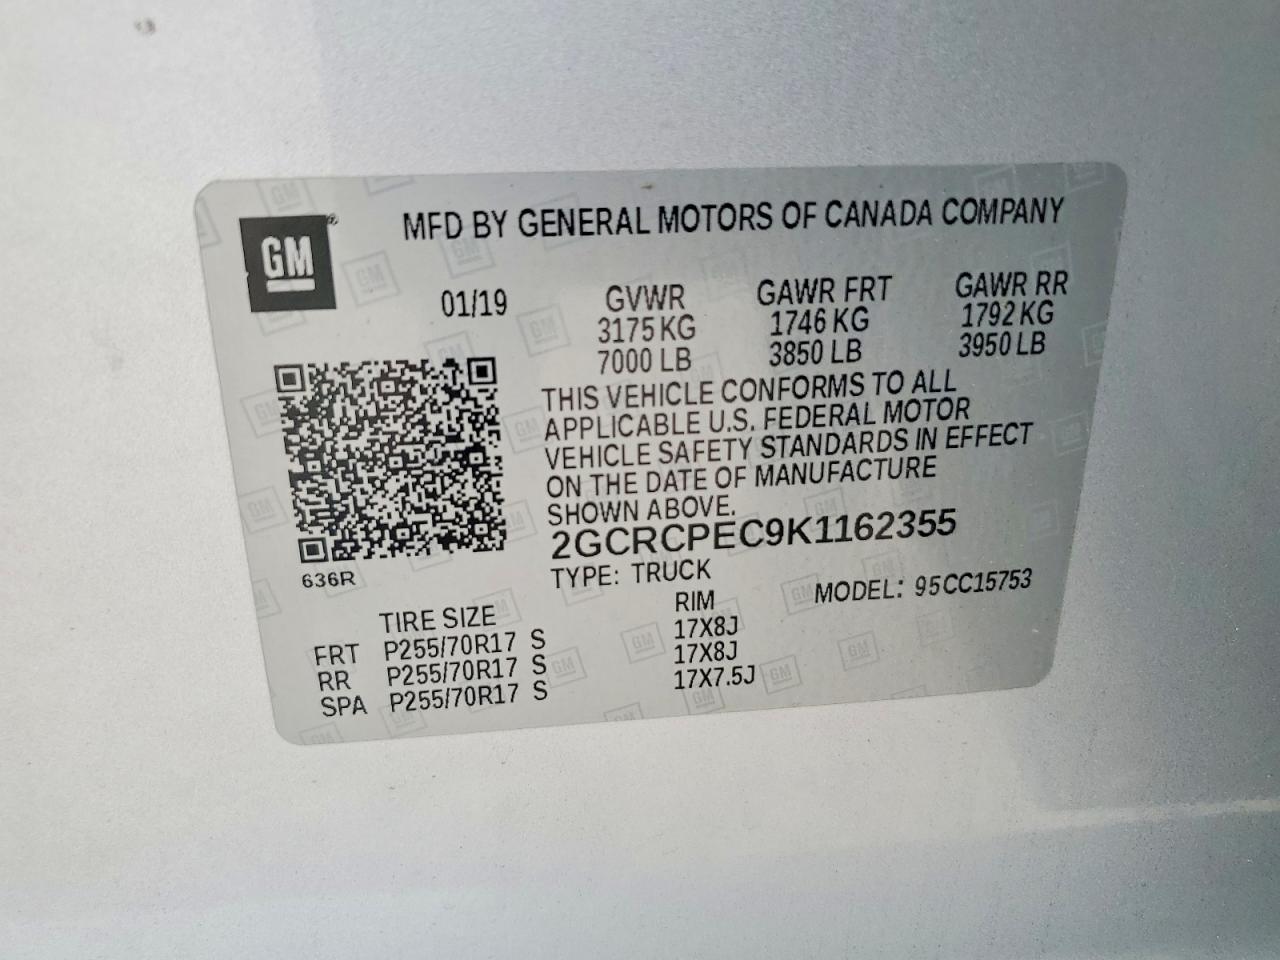 GM®
MFD BY GENERAL MOTORS OF CANADA COMPANY
01/19
GVWR GAWR FRT GAWR RR
3175 KG 1746 KG 1792 KG
7000 LB 3850 LB 3950 LB
THIS VEHICLE CONFORMS TO ALL
APPLICABLE U.S. FEDERAL MOTOR
VEHICLE SAFETY STANDARDS IN EFFECT
ON THE DATE OF MANUFACTURE
SHOWN ABOVE.
2GCRCPEC9K1162355
636R
TYPE: TRUCK MODEL: 95CC15753
TIRE SIZE RIM
FRT P255/70R17 S 17X8J
RR P255/70R17 S 17X8J
SPA P255/70R17 S 17X7.5J